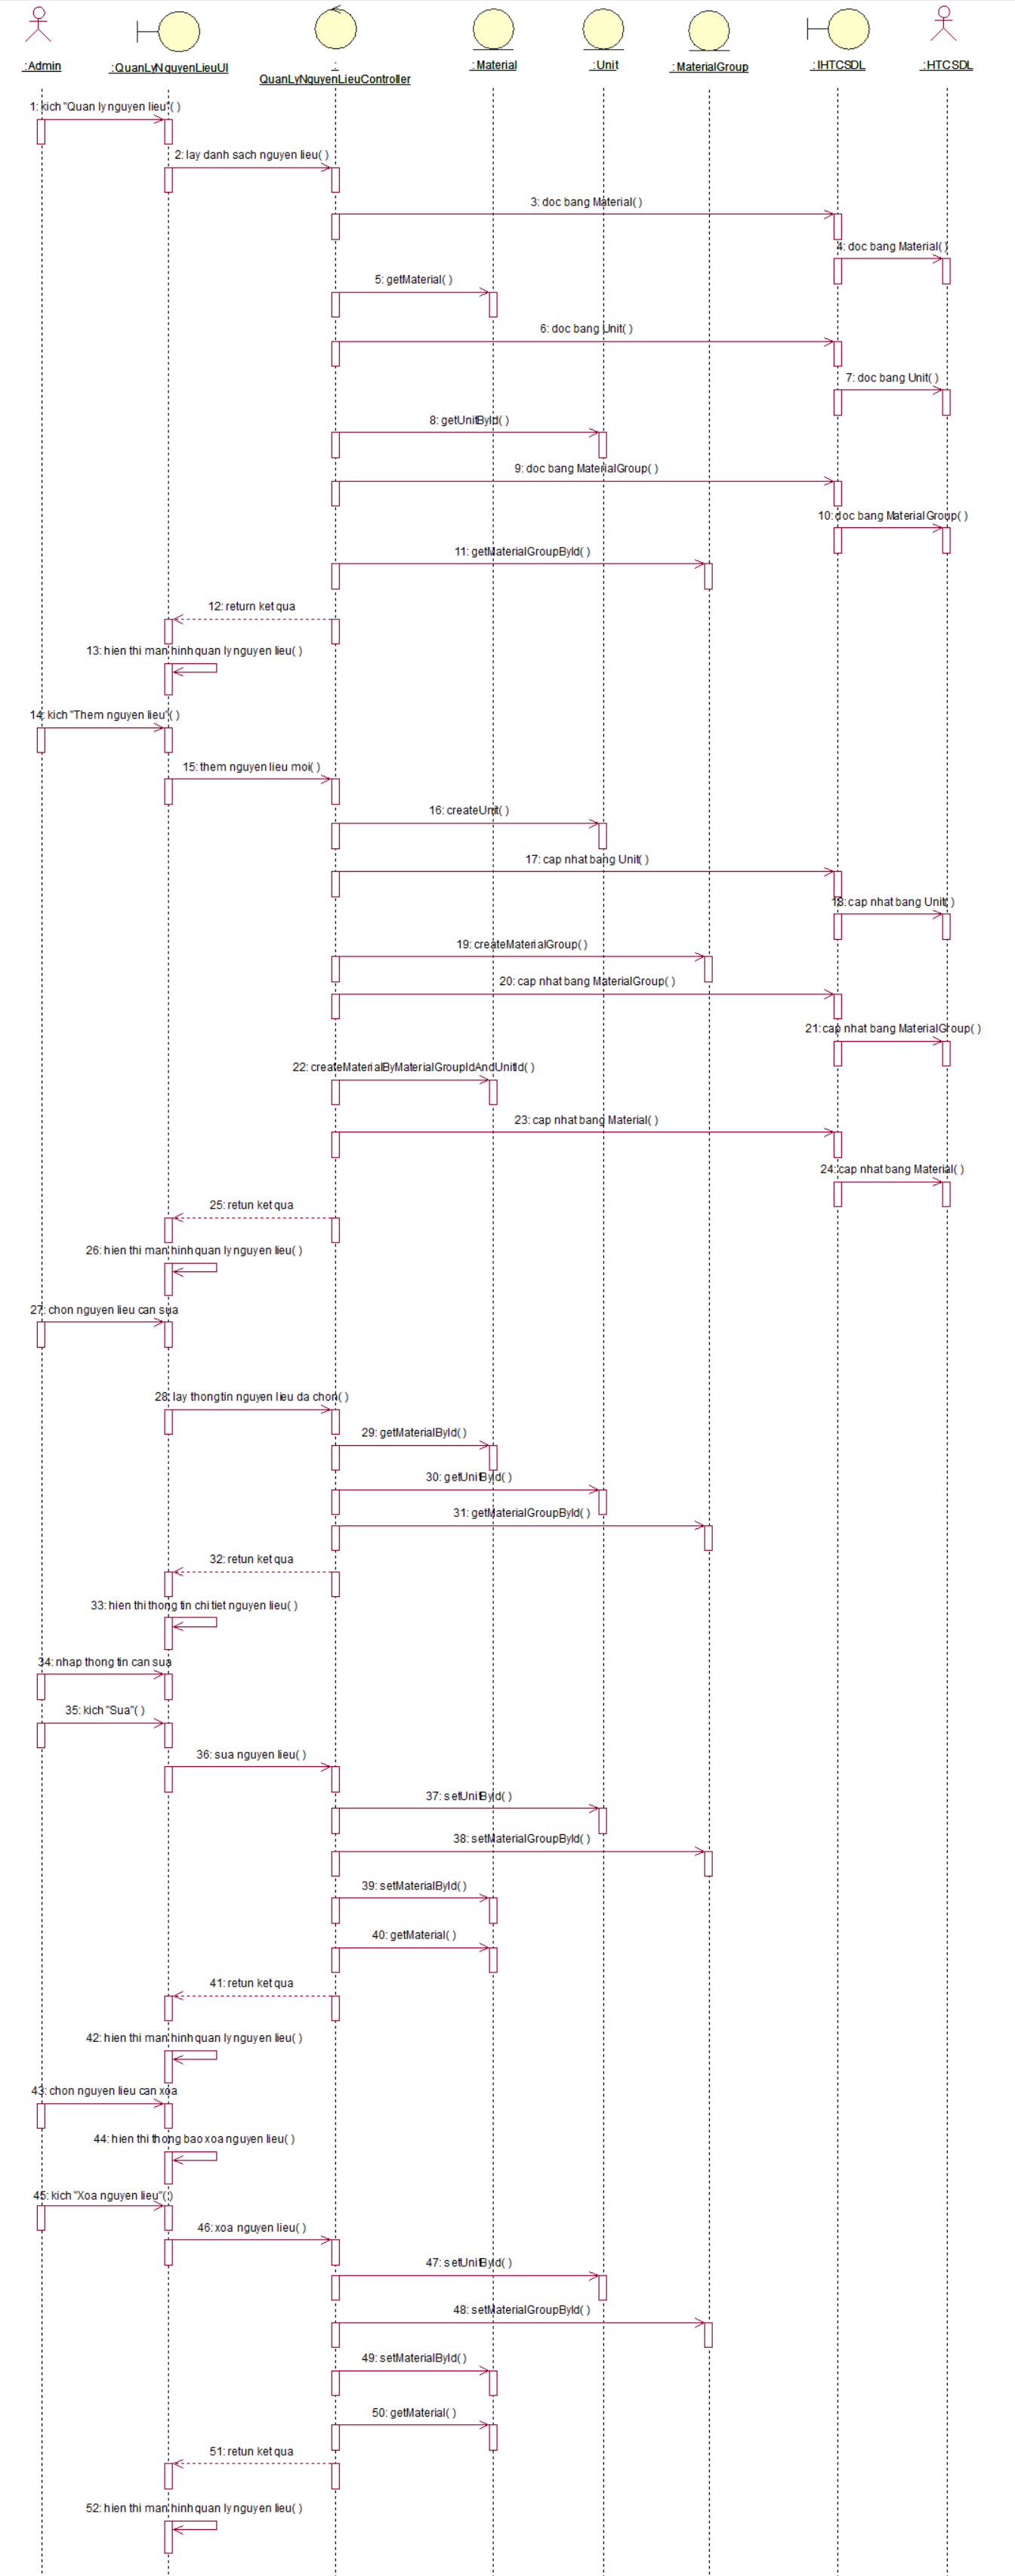 :Admin
:QuanLyNguyenLieuUI
:
QuanLyNguyenLieuController
:Material
:Unit
:MaterialGroup
:IHTCSDL
:HTCSDL
1: kich "Quan ly nguyen lieu"( )
2: lay danh sach nguyen lieu( )
3: doc bang Material( )
4: doc bang Material( )
5: getMaterial( )
6: doc bang Unit( )
7: doc bang Unit( )
8: getUnitById( )
9: doc bang MaterialGroup( )
10: doc bang MaterialGroup( )
11: getMaterialGroupById( )
12: return ket qua
13: hien thi man hinh quan ly nguyen lieu( )
14: kich "Them nguyen lieu"( )
15: them nguyen lieu moi( )
16: createUnit( )
17: cap nhat bang Unit( )
18: cap nhat bang Unit( )
19: createMaterialGroup( )
20: cap nhat bang MaterialGroup( )
21: cap nhat bang MaterialGroup( )
22: createMaterialByMaterialGroupIdAndUnitId( )
23: cap nhat bang Material( )
24: cap nhat bang Material( )
25: retun ket qua
26: hien thi man hinh quan ly nguyen lieu( )
27: chon nguyen lieu can sua
28: lay thong tin nguyen lieu da chon( )
29: getMaterialById( )
30: getUnitById( )
31: getMaterialGroupById( )
32: retun ket qua
33: hien thi thong tin chi tiet nguyen lieu( )
34: nhap thong tin can sua
35: kich "Sua"( )
36: sua nguyen lieu( )
37: setUnitById( )
38: setMaterialGroupById( )
39: setMaterialById( )
40: getMaterial( )
41: retun ket qua
42: hien thi man hinh quan ly nguyen lieu( )
43: chon nguyen lieu can xoa
44: hien thi thong bao xoa nguyen lieu( )
45: kich "Xoa nguyen lieu"( )
46: xoa nguyen lieu( )
47: setUnitById( )
48: setMaterialGroupById( )
49: setMaterialById( )
50: getMaterial( )
51: retun ket qua
52: hien thi man hinh quan ly nguyen lieu( )